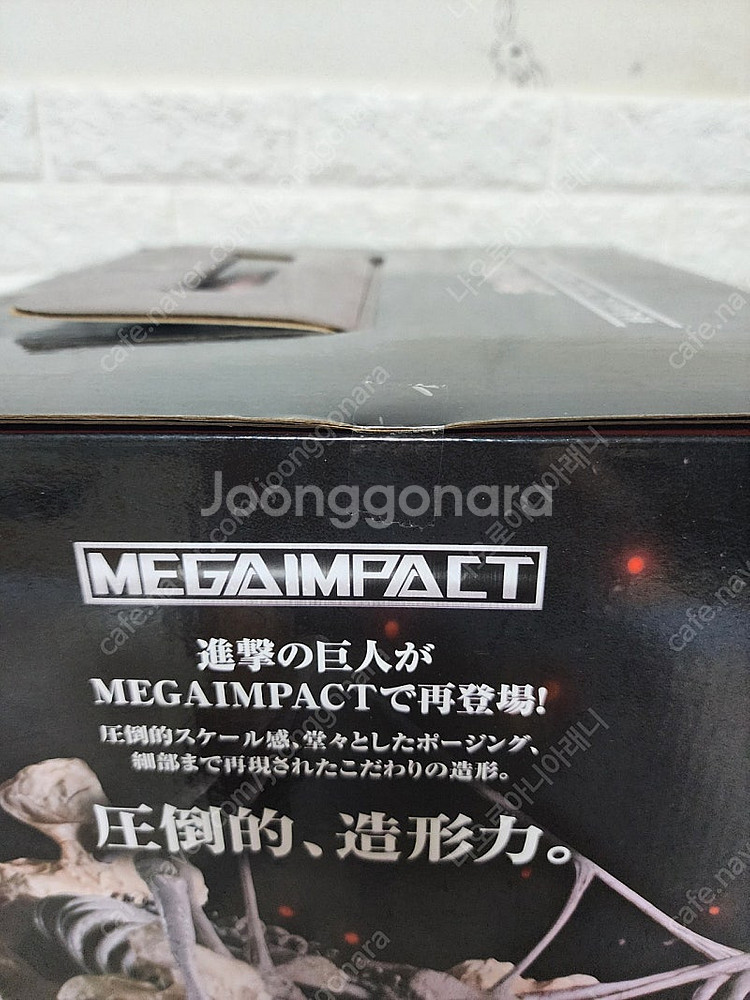 Joonggonara
MEGAIMPACT
進撃の巨人が
MEGAIMPACTで再登場!
圧倒的スケール感、堂々としたポージング、
細部まで再現されたこだわりの造形。
圧倒的、造形力。